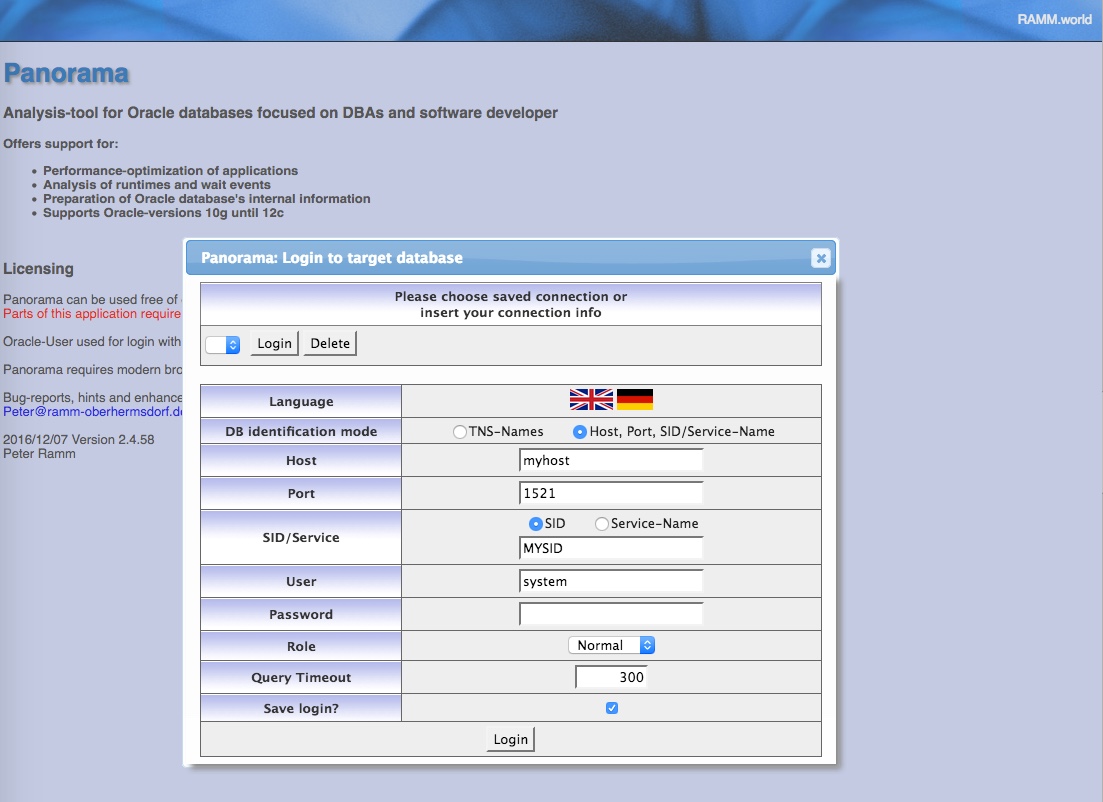 RAMM.world
Panorama
Analysis-tool for Oracle databases focused on DBAs and software developer
Offers support for:
• Performance-optimization of applications
• Analysis of runtimes and wait events
• Preparation of Oracle database's internal information
• Supports Oracle-versions 10g until 12c
Licensing
Panorama can be used free of
Parts of this application require
Oracle-User used for login with
Panorama requires modern bro
Bug-reports, hints and enhance
Peter@ramm-oberhermsdorf.de
2016/12/07 Version 2.4.58
Peter Ramm
Panorama: Login to target database
Please choose saved connection or
insert your connection info
Login Delete
Language
DB identification mode TNS-Names Host, Port, SID/Service-Name
Host myhost
Port 1521
SID/Service SID Service-Name
MYSID
User system
Password
Role Normal
Query Timeout 300
Save login?
Login